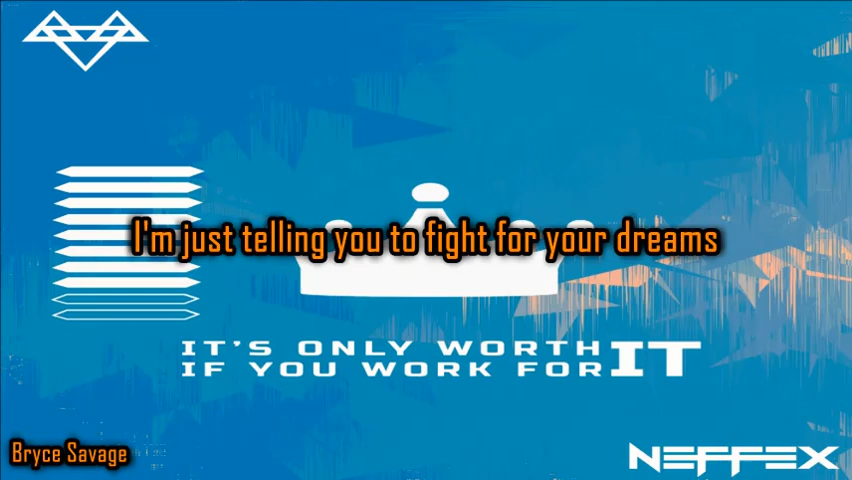 I'm just telling you to fight for your dreams
IT'S ONLY WORTH
IF YOU WORK FOR IT
Bryce Savage
NEFFEX